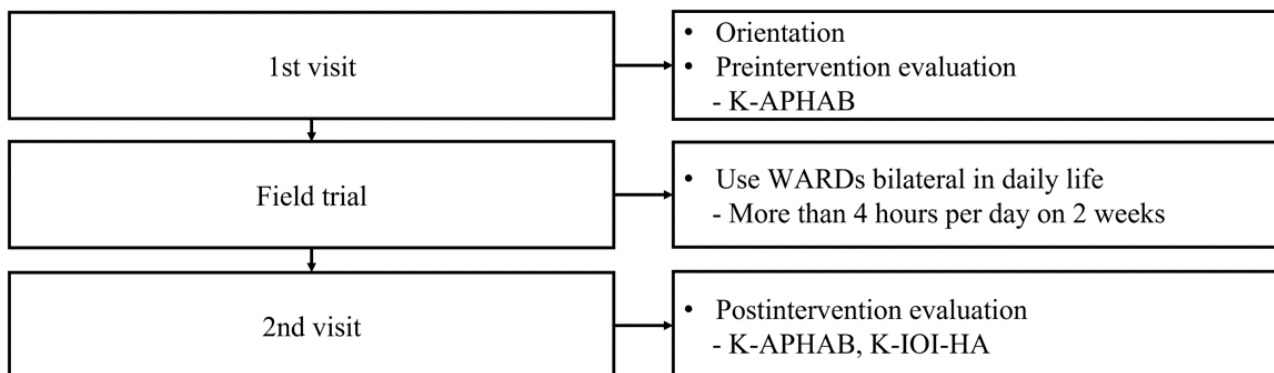 1st visit
• Orientation
• Preintervention evaluation
- K-APHAB
Field trial
• Use WARDs bilateral in daily life
- More than 4 hours per day on 2 weeks
2nd visit
• Postintervention evaluation
- K-APHAB, K-IOI-HA